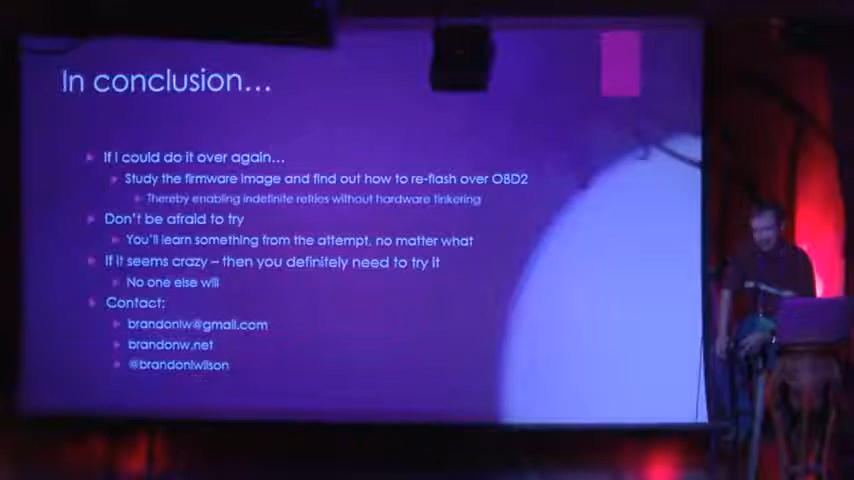 In conclusion…
If I could do it over again…
Study the firmware image and find out how to re-flash over OBD2
Thereby enabling indefinite retries without hardware tinkering
Don't be afraid to try
You'll learn something from the attempt, no matter what
If it seems crazy – then you definitely need to try it
No one else will
Contact:
brandonlw@gmail.com
brandonw.net
@brandonlwilson